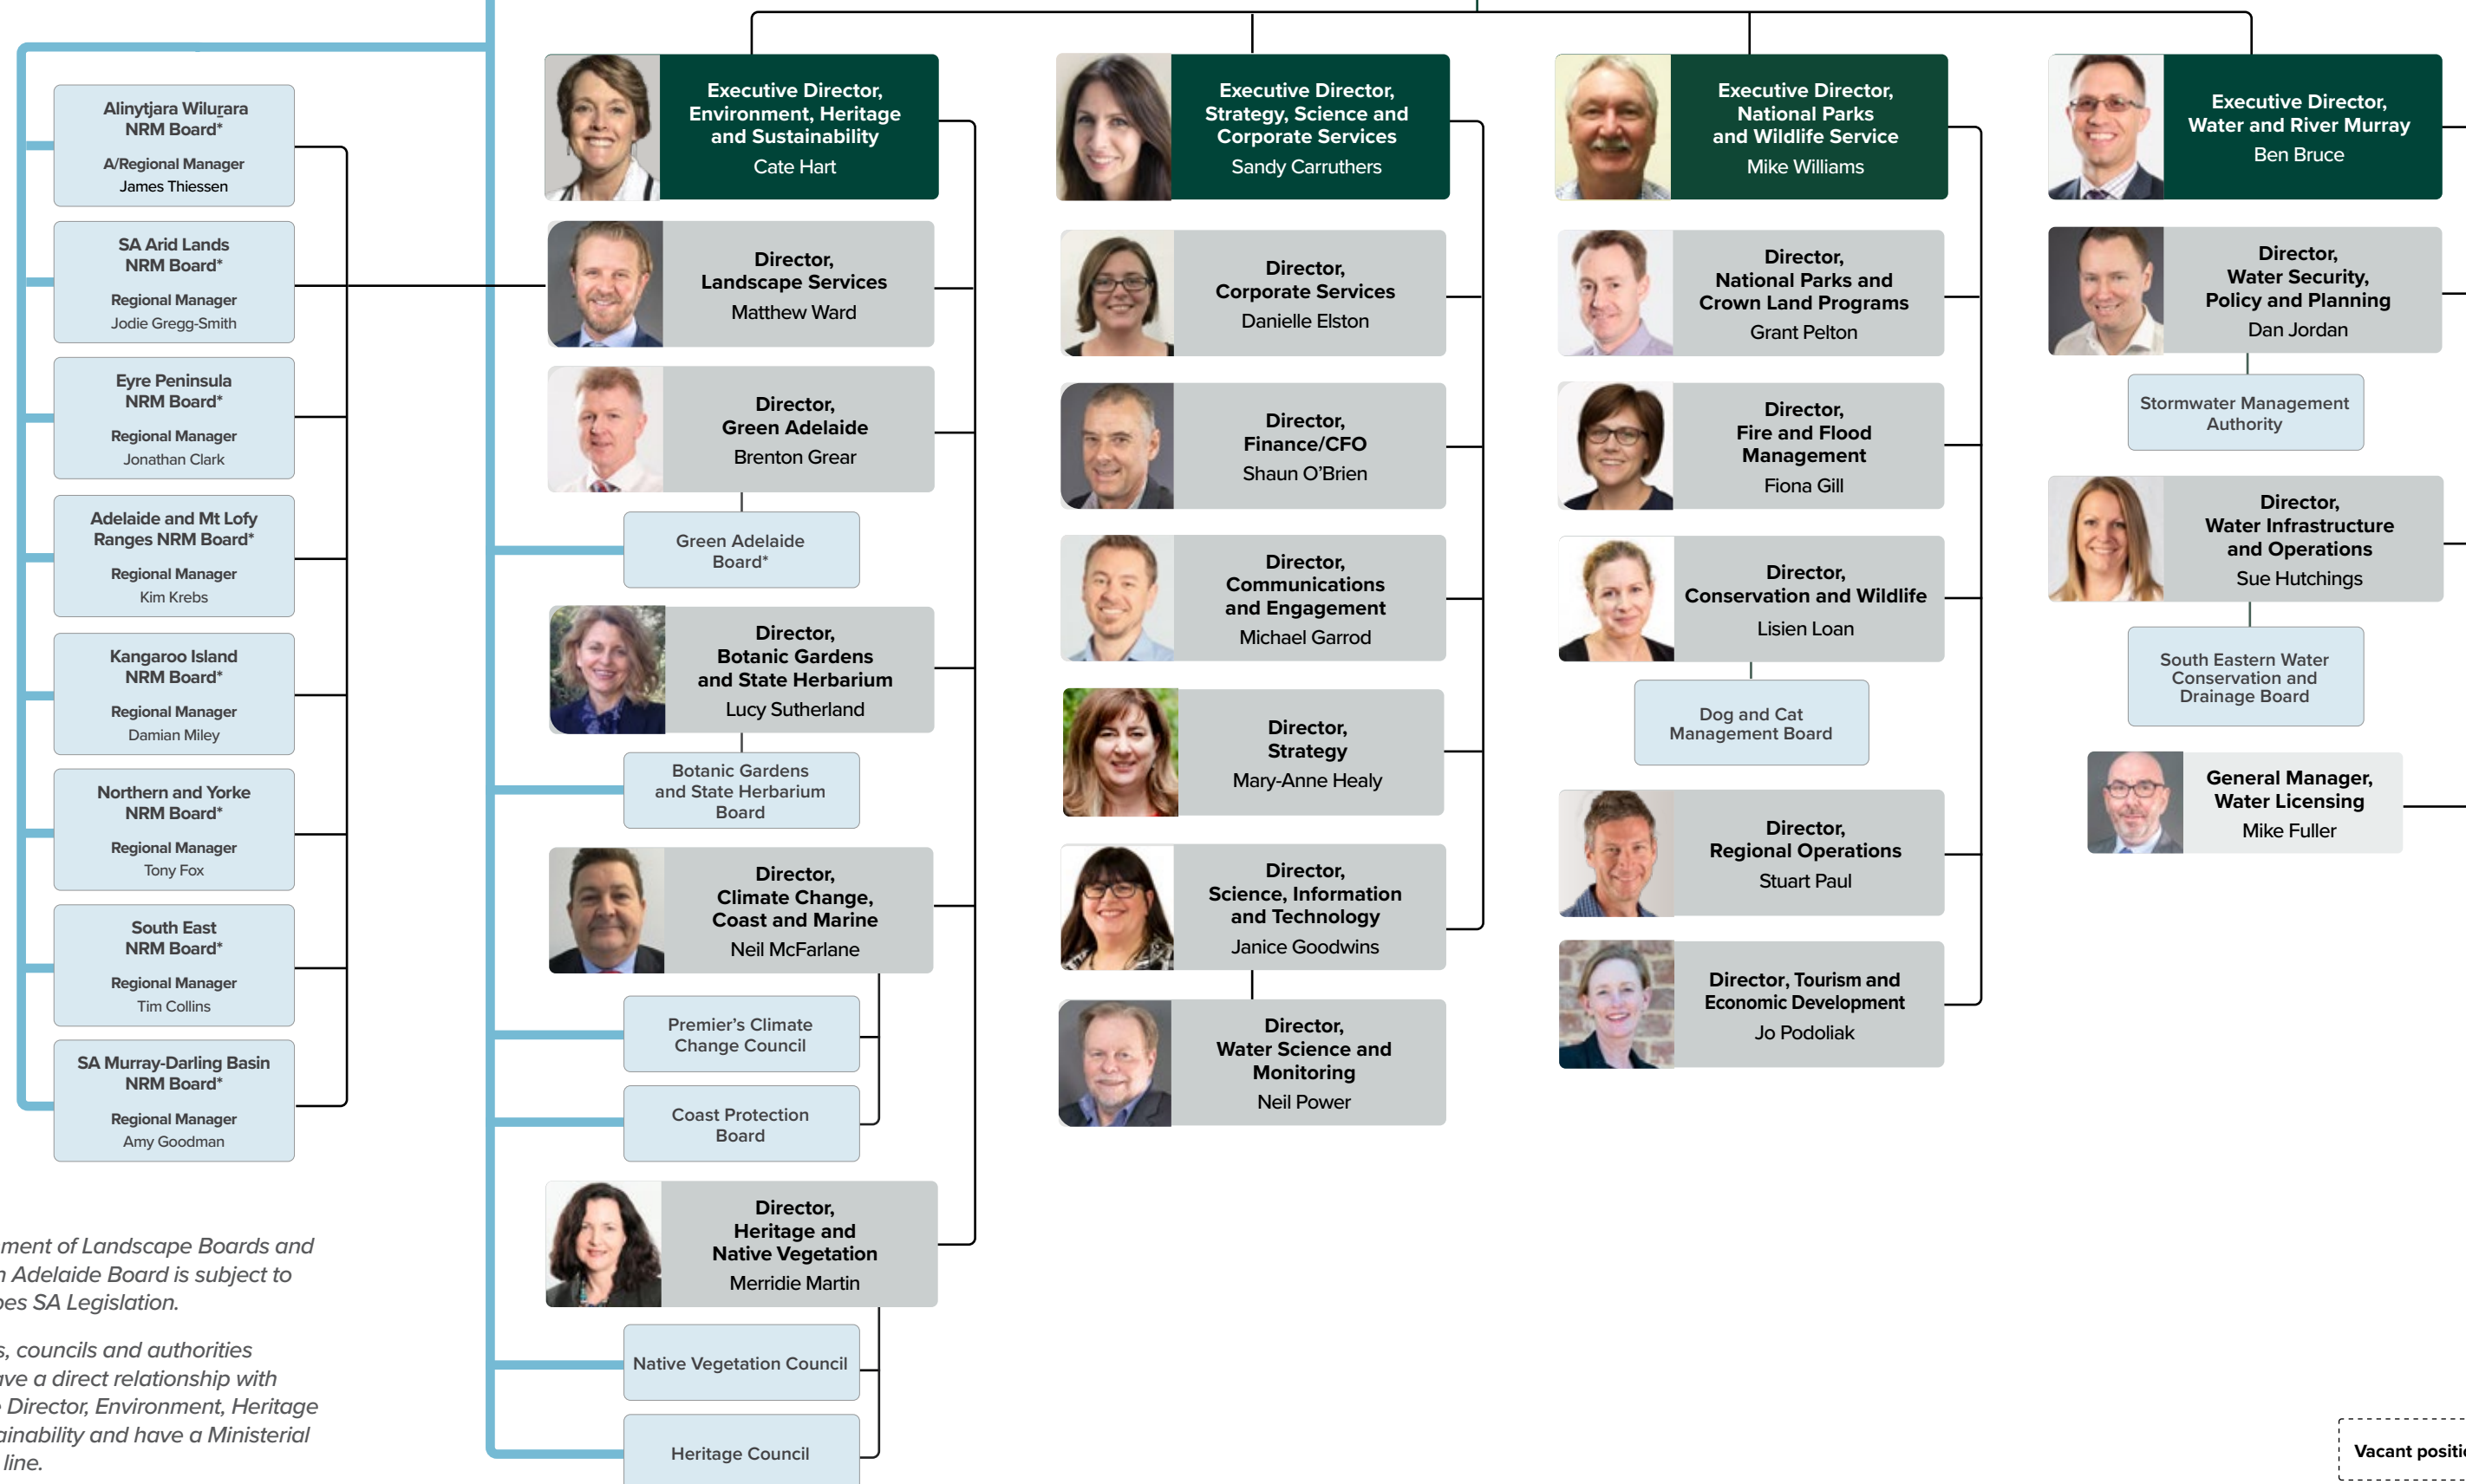 Alinytjara Wilurara
NRM Board*
A/Regional Manager
James Thiessen
SA Arid Lands
NRM Board*
Regional Manager
Jodie Gregg-Smith
Eyre Peninsula
NRM Board*
Regional Manager
Jonathan Clark
Adelaide and Mt Lofy
Ranges NRM Board*
Regional Manager
Kim Krebs
Kangaroo Island
NRM Board*
Regional Manager
Damian Miley
Northern and Yorke
NRM Board*
Regional Manager
Tony Fox
South East
NRM Board*
Regional Manager
Tim Collins
SA Murray-Darling Basin
NRM Board*
Regional Manager
Amy Goodman
of Landscape Boards and
Adelaide Board is subject to
SA Legislation.
councils and authorities
a direct relationship with
Director, Environment, Heritage
and have a Ministerial
line.
Executive Director,
Environment, Heritage
and Sustainability
Cate Hart
Director,
Landscape Services
Matthew Ward
Director,
Green Adelaide
Brenton Grear
Green Adelaide
Board*
Director,
Botanic Gardens
and State Herbarium
Lucy Sutherland
Botanic Gardens
and State Herbarium
Board
Director,
Climate Change,
Coast and Marine
Neil McFarlane
Premier's Climate
Change Council
Coast Protection
Board
Director,
Heritage and
Native Vegetation
Merridie Martin
Native Vegetation Council
Heritage Council
Executive Director,
Strategy, Science and
Corporate Services
Sandy Carruthers
Director,
Corporate Services
Danielle Elston
Director,
Finance/CFO
Shaun O'Brien
Director,
Communications
and Engagement
Michael Garrod
Director,
Strategy
Mary-Anne Healy
Director,
Science, Information
and Technology
Janice Goodwins
Director,
Water Science and
Monitoring
Neil Power
Executive Director,
National Parks
and Wildlife Service
Mike Williams
Director,
National Parks and
Crown Land Programs
Grant Pelton
Director,
Fire and Flood
Management
Fiona Gill
Director,
Conservation and Wildlife
Lisien Loan
Dog and Cat
Management Board
Director,
Regional Operations
Stuart Paul
Director, Tourism and
Economic Development
Jo Podoliak
Executive Director,
Water and River Murray
Ben Bruce
Director,
Water Security,
Policy and Planning
Dan Jordan
Stormwater Management
Authority
Director,
Water Infrastructure
and Operations
Sue Hutchings
South Eastern Water
Conservation and
Drainage Board
General Manager,
Water Licensing
Mike Fuller
Vacant